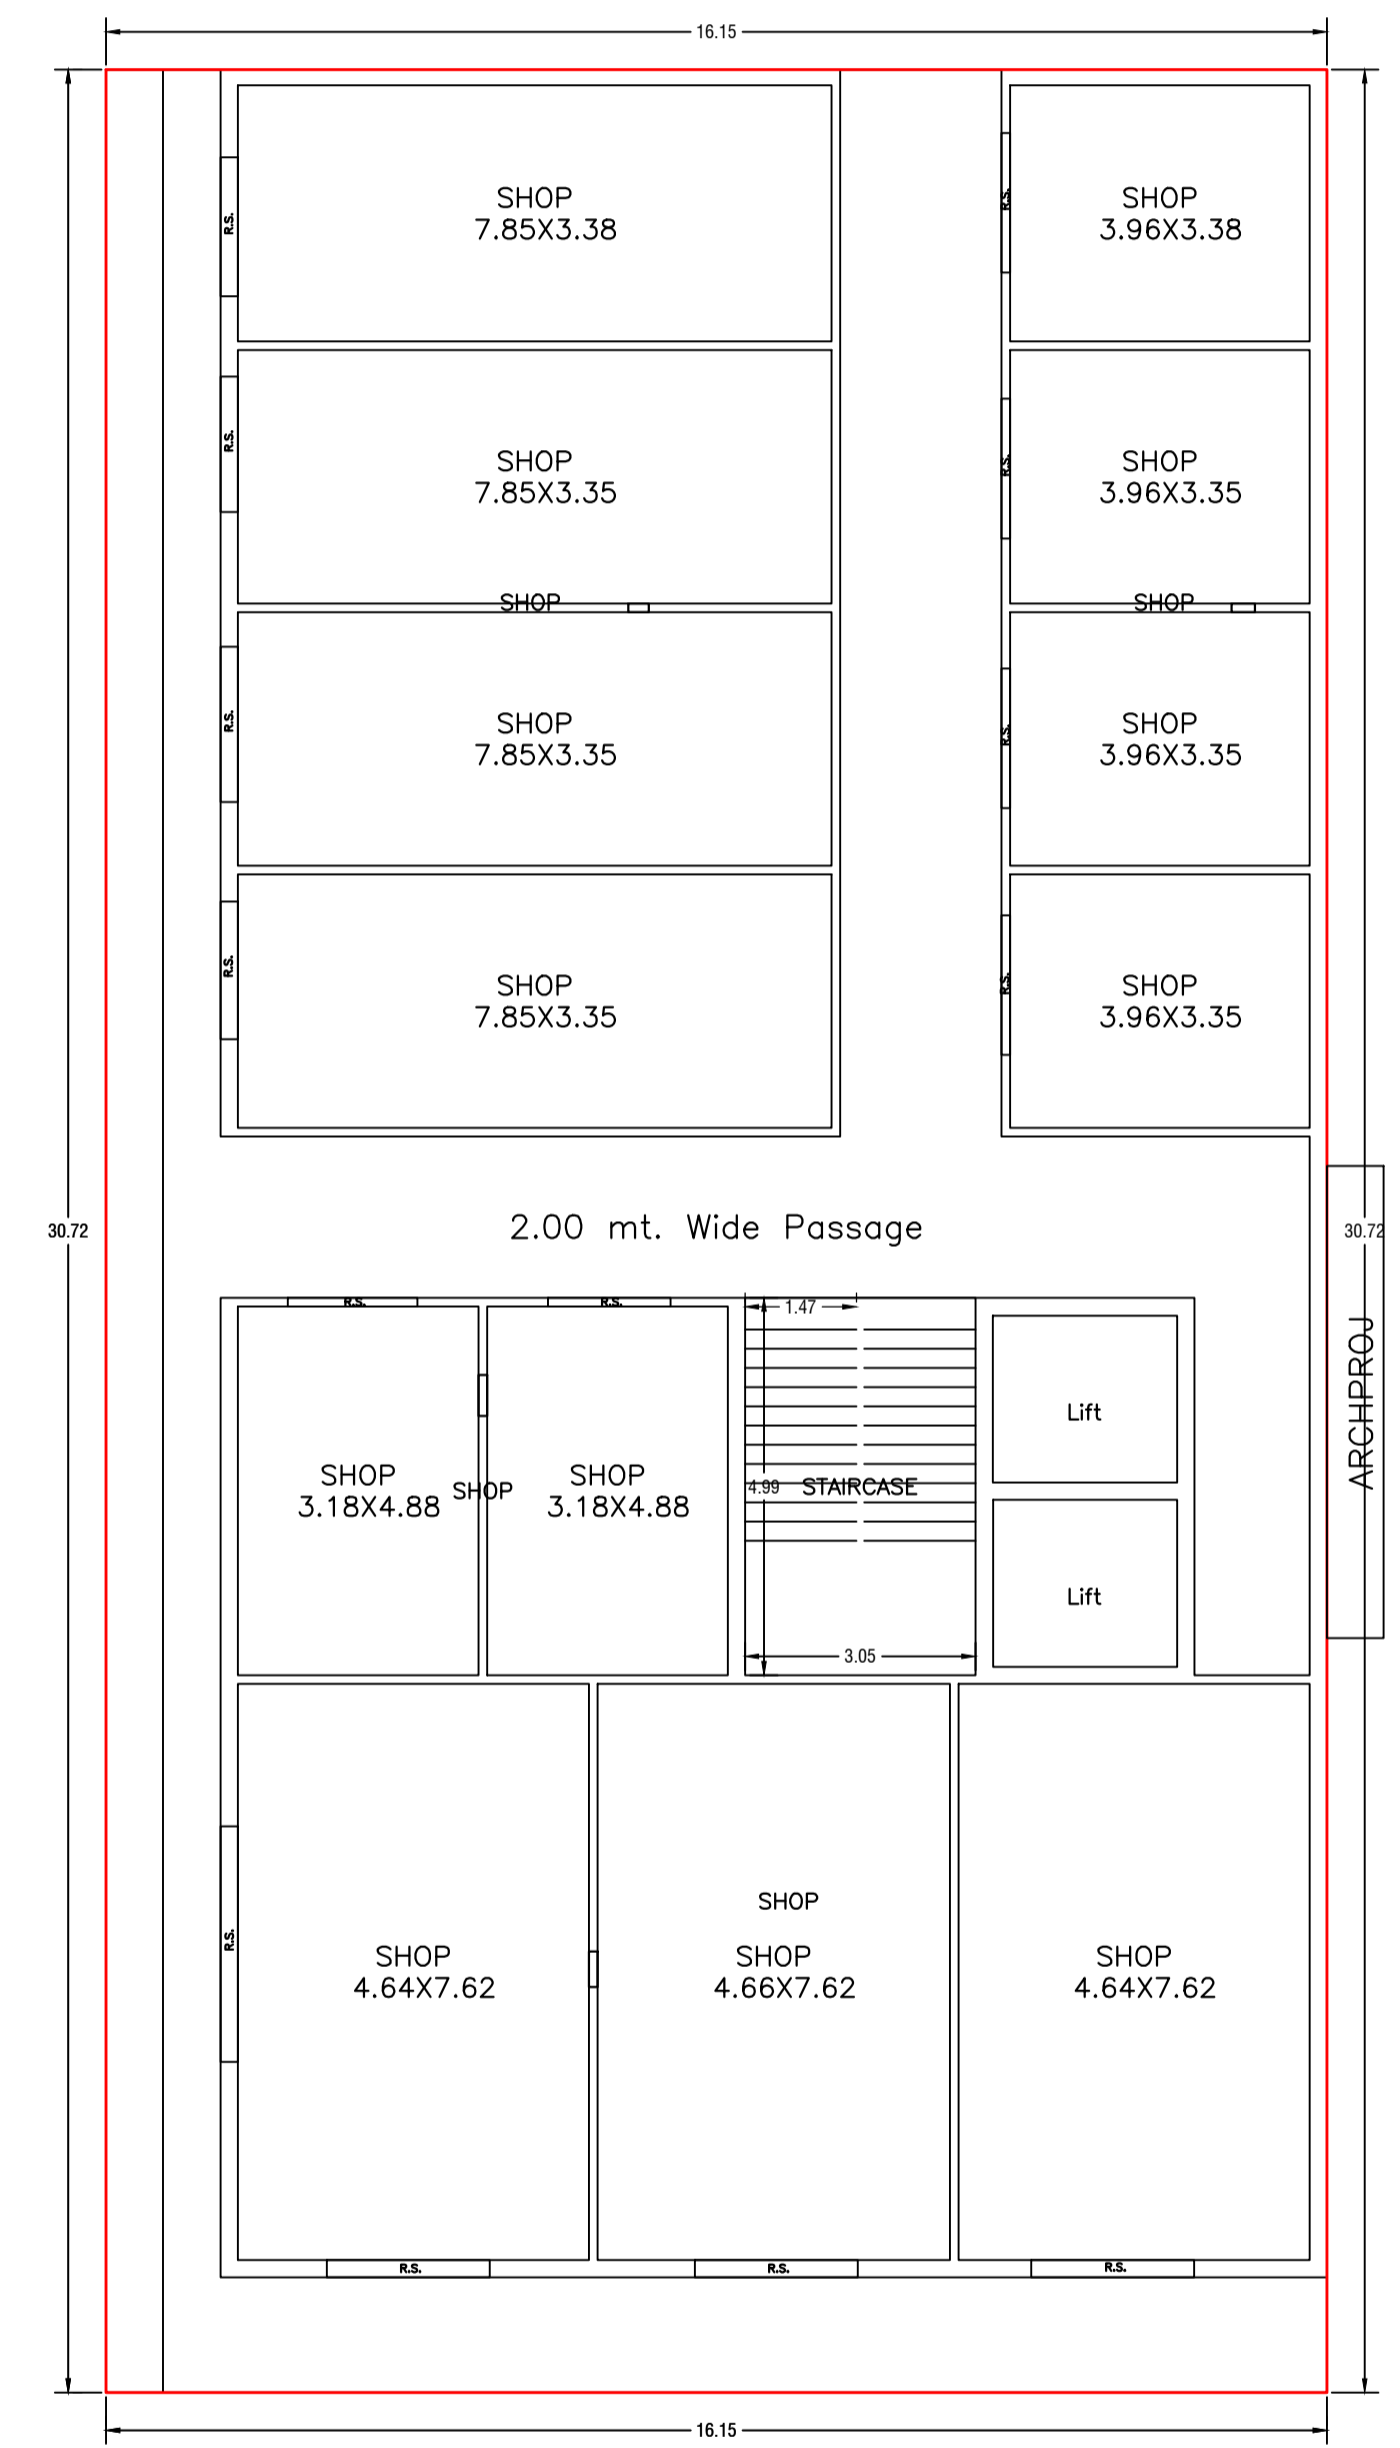 16.15
SHOP
7.85X3.38
R.S.
SHOP
3.96X3.38
R.S.
SHOP
7.85X3.35
R.S.
SHOP
3.96X3.35
R.S.
SHOP
SHOP
SHOP
7.85X3.35
R.S.
SHOP
3.96X3.35
R.S.
SHOP
7.85X3.35
R.S.
SHOP
3.96X3.35
R.S.
2.00 mt. Wide Passage
30.72
30.72
R.S.
R.S.
1.47
ARCHPROJ
Lift
SHOP
3.18X4.88
SHOP
SHOP
3.18X4.88
4.99
STAIRCASE
Lift
3.05
SHOP
R.S.
SHOP
4.64X7.62
SHOP
4.66X7.62
SHOP
4.64X7.62
R.S.
R.S.
R.S.
16.15